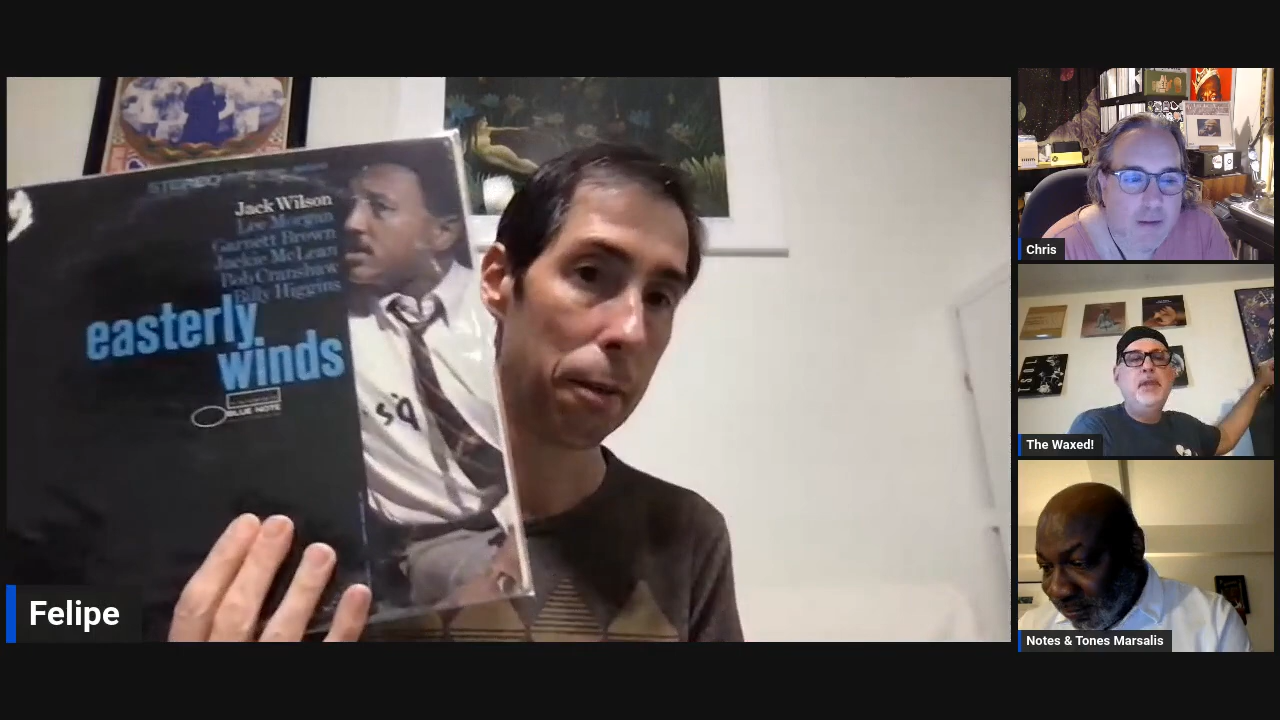 STEREO
Jack Wilson
Lee Morgan
Garnett Brown
Jackie McLean
Bob Cranshaw
Billy Higgins
easterly
winds
BLUE NOTE
Felipe
Chris
The Waxed!
Notes & Tones Marsalis